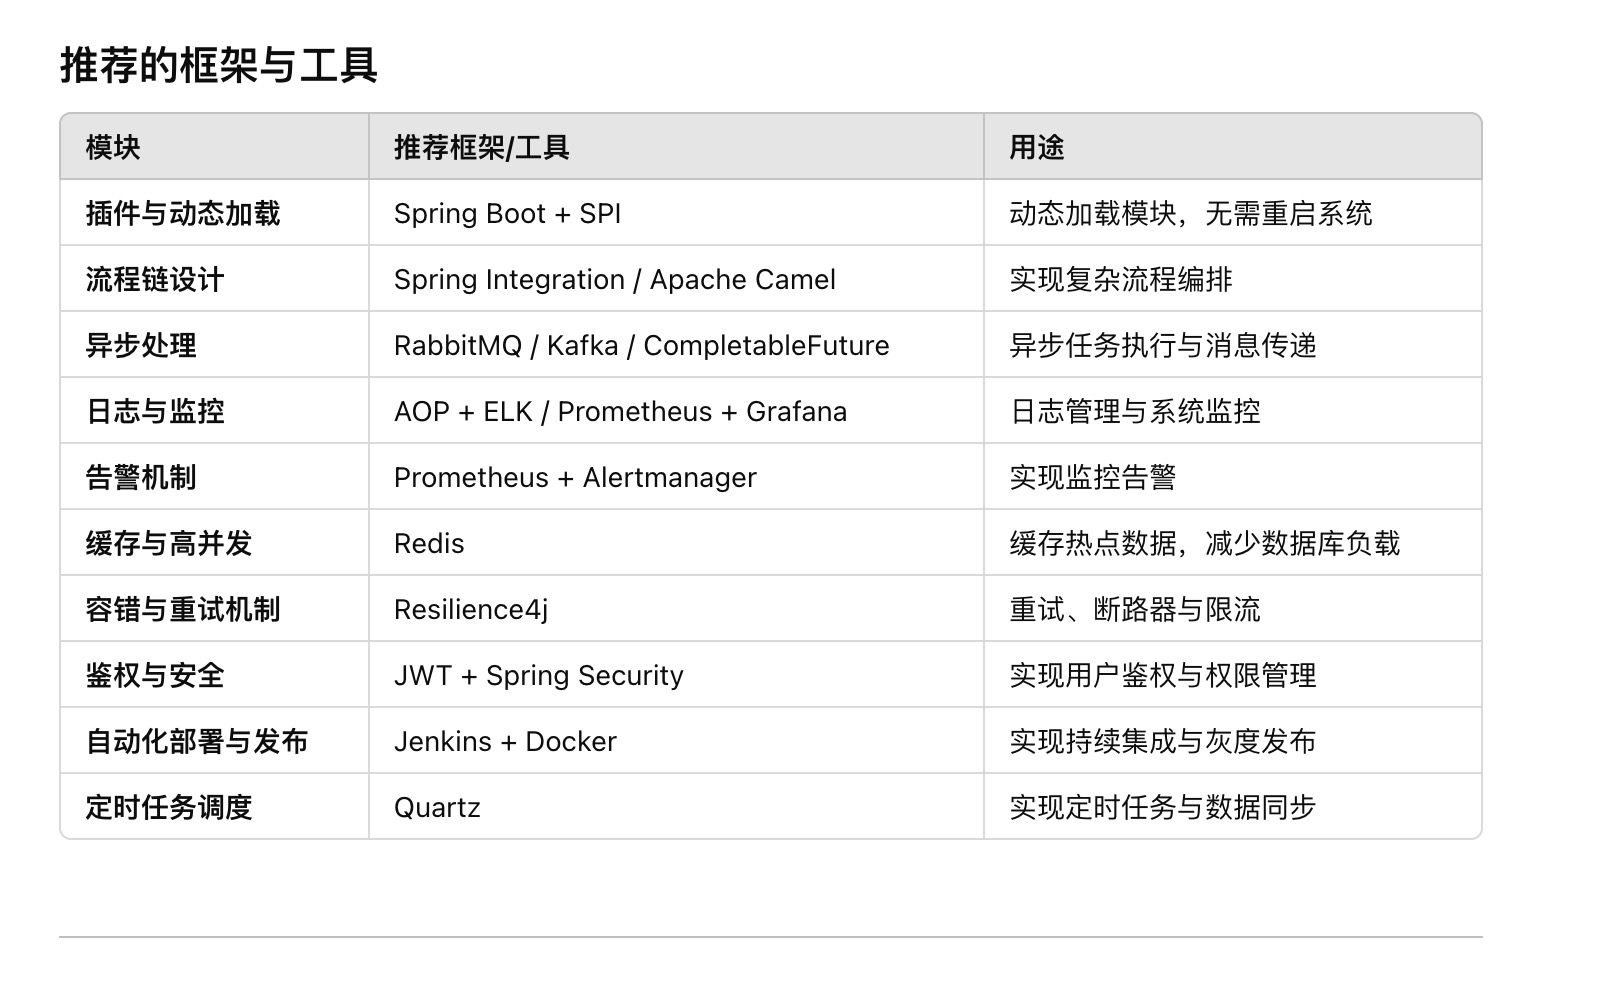 推荐的框架与工具
模块 推荐框架/工具 用途
插件与动态加载 Spring Boot + SPI 动态加载模块，无需重启系统
流程链设计 Spring Integration / Apache Camel 实现复杂流程编排
异步处理 RabbitMQ / Kafka / CompletableFuture 异步任务执行与消息传递
日志与监控 AOP + ELK / Prometheus + Grafana 日志管理与系统监控
告警机制 Prometheus + Alertmanager 实现监控告警
缓存与高并发 Redis 缓存热点数据，减少数据库负载
容错与重试机制 Resilience4j 重试、断路器与限流
鉴权与安全 JWT + Spring Security 实现用户鉴权与权限管理
自动化部署与发布 Jenkins + Docker 实现持续集成与灰度发布
定时任务调度 Quartz 实现定时任务与数据同步